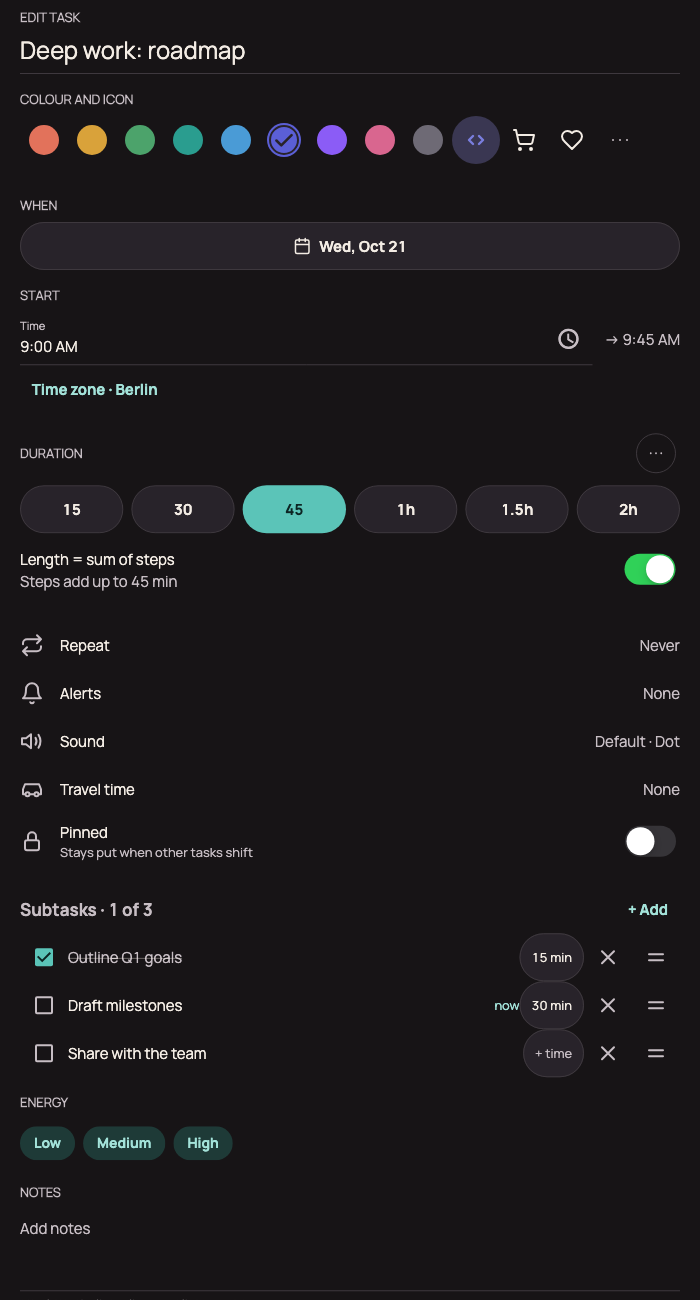 EDIT TASK
Deep work: roadmap
COLOUR AND ICON
WHEN
Wed, Oct 21
START
Time
9:00 AM
→ 9:45 AM
Time zone · Berlin
DURATION
15 30 45 1h 1.5h 2h
Length = sum of steps
Steps add up to 45 min
Repeat Never
Alerts None
Sound Default · Dot
Travel time None
Pinned
Stays put when other tasks shift
Subtasks · 1 of 3 + Add
Outline Q1 goals 15 min
Draft milestones now 30 min
Share with the team + time
ENERGY
Low Medium High
NOTES
Add notes